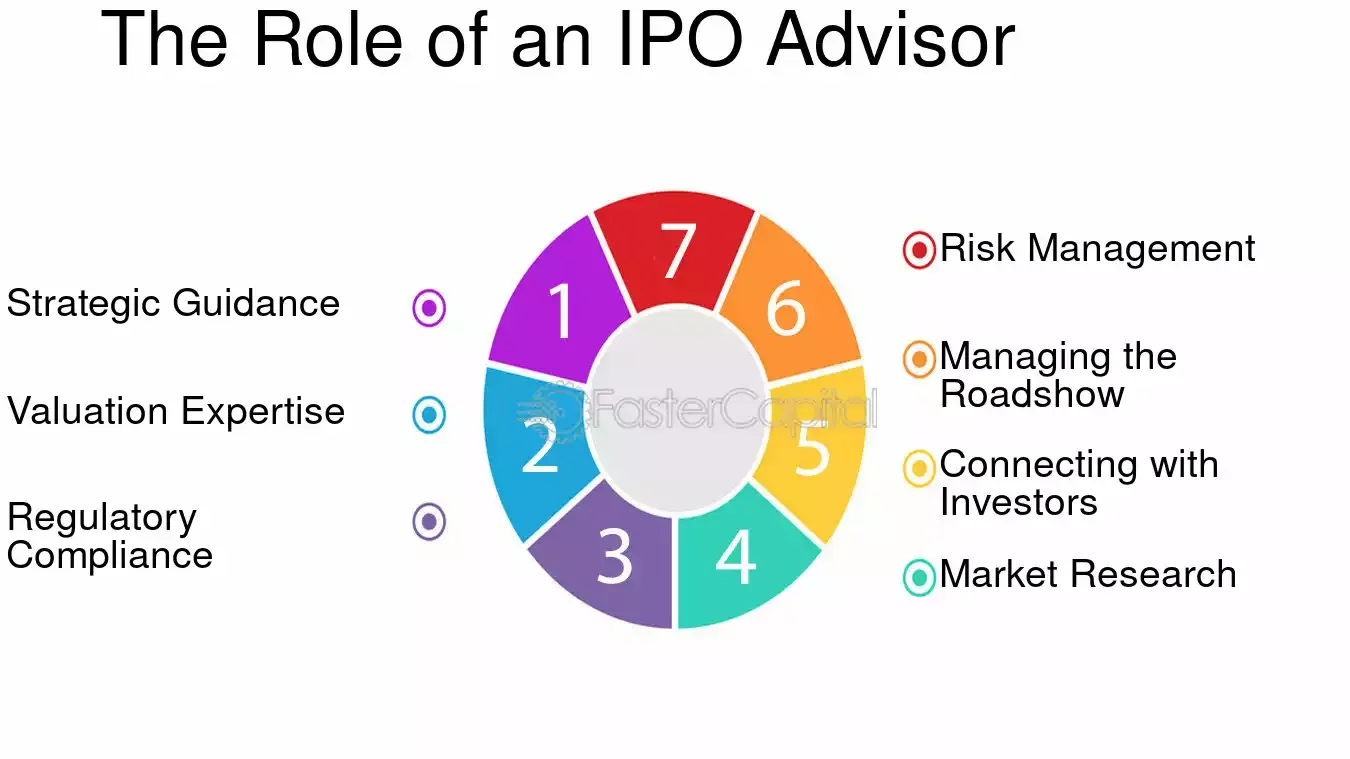 The Role of an IPO Advisor
Strategic Guidance
Valuation Expertise
Regulatory
Compliance
7
1
6
2
5
3
4
FasterCapital
Risk Management
Managing the
Roadshow
Connecting with
Investors
Market Research